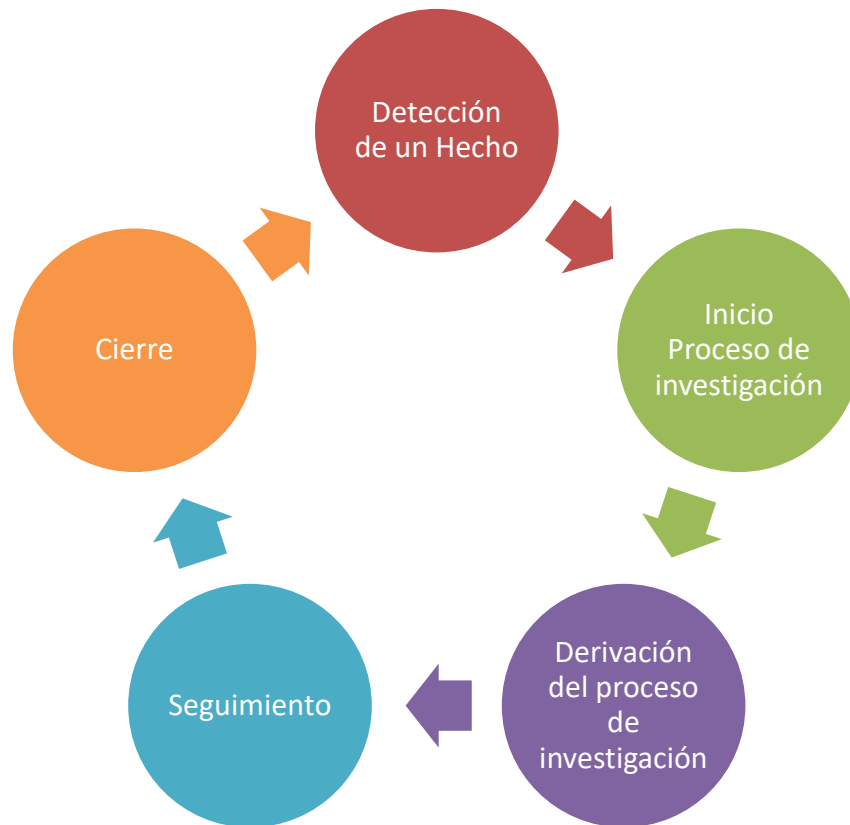 Detección
de un Hecho
Inicio
Proceso de
investigación
Derivación
del proceso
de
investigación
Seguimiento
Cierre